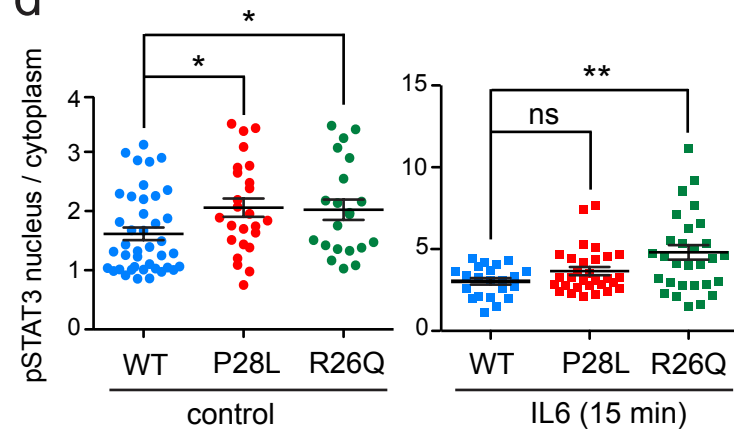 d
pSTAT3 nucleus / cytoplasm
*
*
4
3
2
1
0
WT P28L R26Q
control
**
ns
15
10
5
0
WT P28L R26Q
IL6 (15 min)